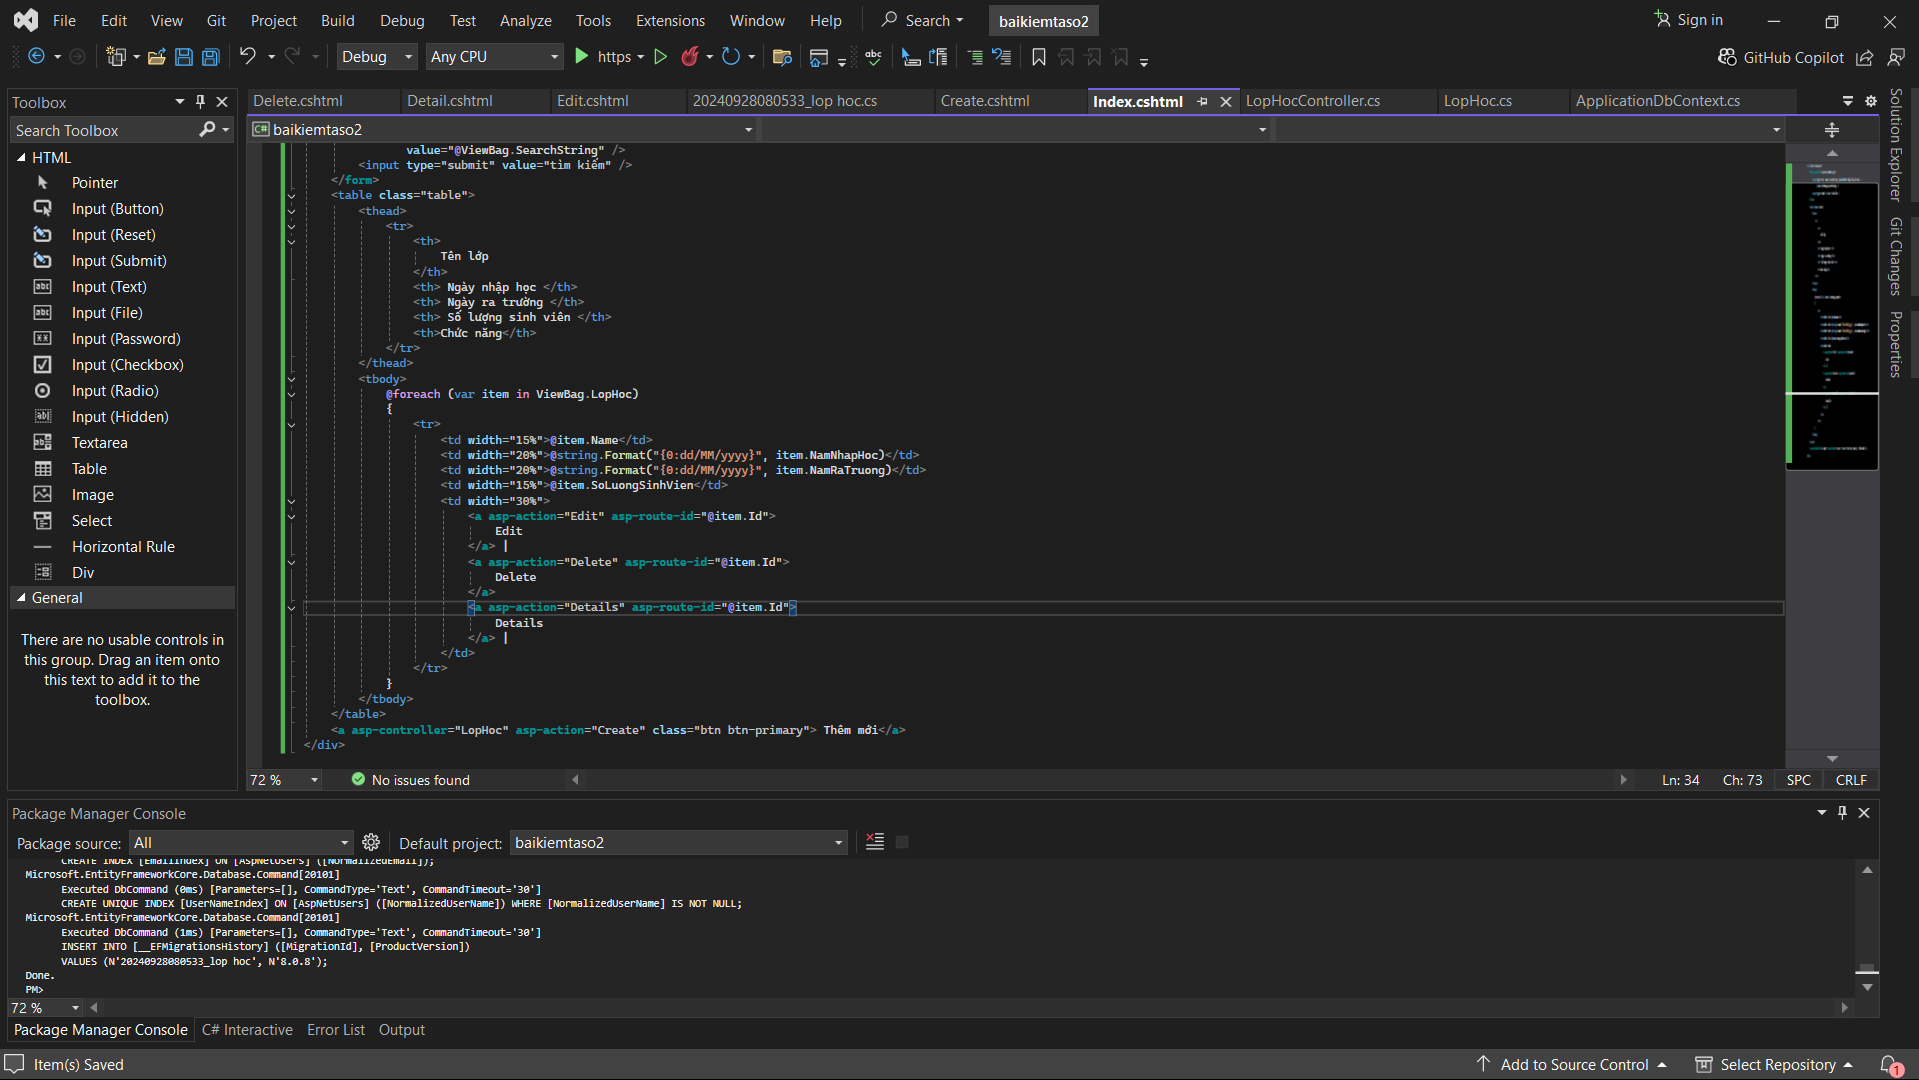 File Edit View Git Project Build Debug Test Analyze Tools Extensions Window Help Search baikiemtaso2 Sign in
Debug Any CPU https GitHub Copilot
Toolbox
Search Toolbox
HTML
Pointer
Input (Button)
Input (Reset)
Input (Submit)
Input (Text)
Input (File)
Input (Password)
Input (Checkbox)
Input (Radio)
Input (Hidden)
Textarea
Table
Image
Select
Horizontal Rule
Div
General
There are no usable controls in
this group. Drag an item onto
this text to add it to the
toolbox.
Delete.cshtml Detail.cshtml Edit.cshtml 20240928080533_lop hoc.cs Create.cshtml Index.cshtml LopHocController.cs LopHoc.cs ApplicationDbContext.cs
C# baikiemtaso2
value="@ViewBag.SearchString" />
<input type="submit" value="tìm kiếm" />
</form>
<table class="table">
<thead>
<tr>
<th>
Tên lớp
</th>
<th> Ngày nhập học </th>
<th> Ngày ra trường </th>
<th> Số lượng sinh viên </th>
<th>Chức năng</th>
</tr>
</thead>
<tbody>
@foreach (var item in ViewBag.LopHoc)
{
<tr>
<td width="15%">@item.Name</td>
<td width="20%">@string.Format("{0:dd/MM/yyyy}", item.NamNhapHoc)</td>
<td width="20%">@string.Format("{0:dd/MM/yyyy}", item.NamRaTruong)</td>
<td width="15%">@item.SoLuongSinhVien</td>
<td width="30%">
<a asp-action="Edit" asp-route-id="@item.Id">
Edit
</a> |
<a asp-action="Delete" asp-route-id="@item.Id">
Delete
</a>
<a asp-action="Details" asp-route-id="@item.Id">
Details
</a> |
</td>
</tr>
}
</tbody>
</table>
<a asp-controller="LopHoc" asp-action="Create" class="btn btn-primary"> Thêm mới</a>
</div>
72 % No issues found Ln: 34 Ch: 73 SPC CRLF
Solution Explorer
Git Changes
Properties
Package Manager Console
Package source: All Default project: baikiemtaso2
CREATE INDEX [EmailIndex] ON [AspNetUsers] ([NormalizedEmail]);
Microsoft.EntityFrameworkCore.Database.Command[20101]
Executed DbCommand (0ms) [Parameters=[], CommandType='Text', CommandTimeout='30']
CREATE UNIQUE INDEX [UserNameIndex] ON [AspNetUsers] ([NormalizedUserName]) WHERE [NormalizedUserName] IS NOT NULL;
Microsoft.EntityFrameworkCore.Database.Command[20101]
Executed DbCommand (1ms) [Parameters=[], CommandType='Text', CommandTimeout='30']
INSERT INTO [__EFMigrationsHistory] ([MigrationId], [ProductVersion])
VALUES (N'20240928080533_lop hoc', N'8.0.8');
Done.
PM>
72 %
Package Manager Console C# Interactive Error List Output
Item(s) Saved Add to Source Control Select Repository 1